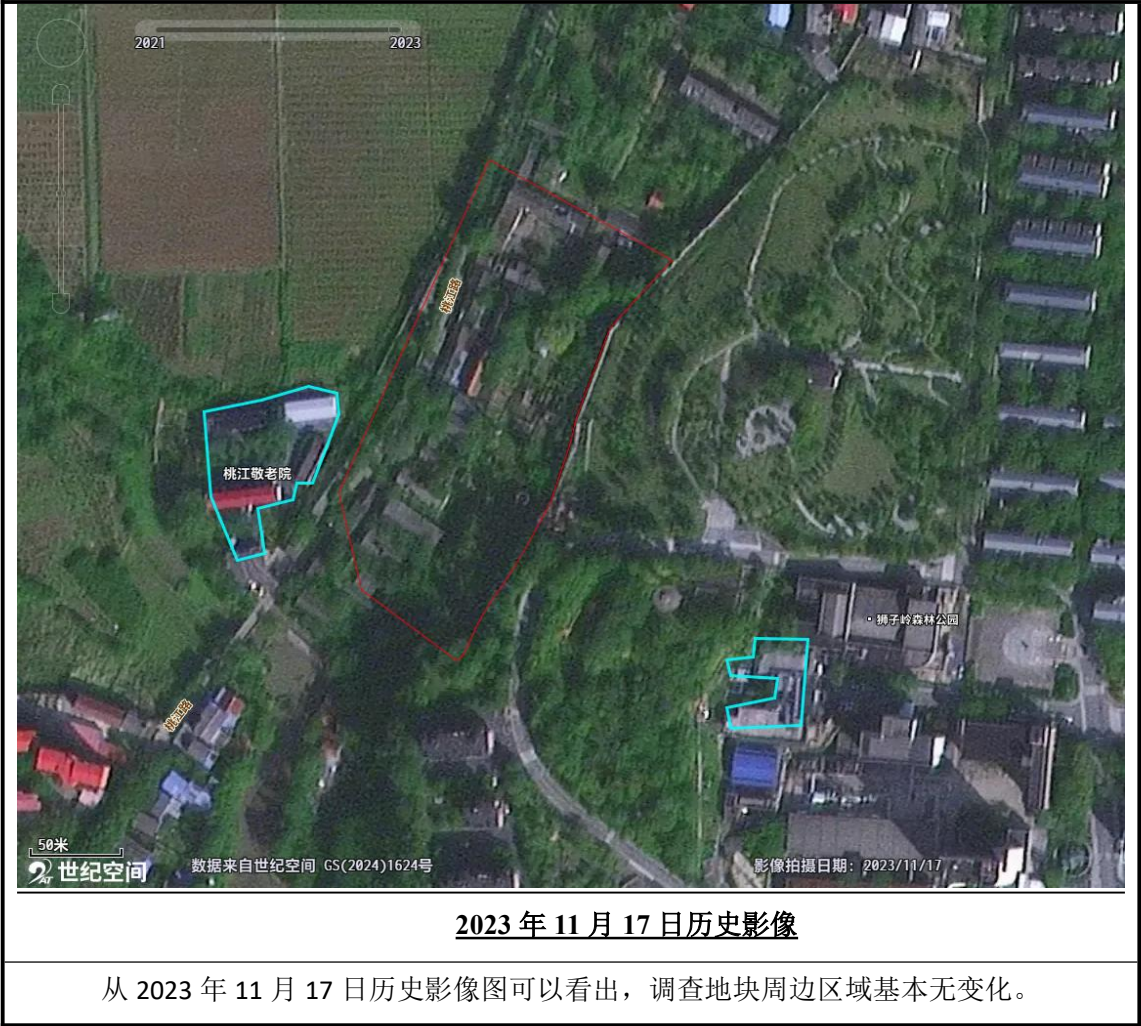 2021
2023
桃江路
桃江敬老院
狮子岭森林公园
桃江路
50米
AT 世纪空间
数据来自世纪空间 GS(2024)1624号
影像拍摄日期：2023/11/17
2023 年 11 月 17 日历史影像
从 2023 年 11 月 17 日历史影像图可以看出，调查地块周边区域基本无变化。